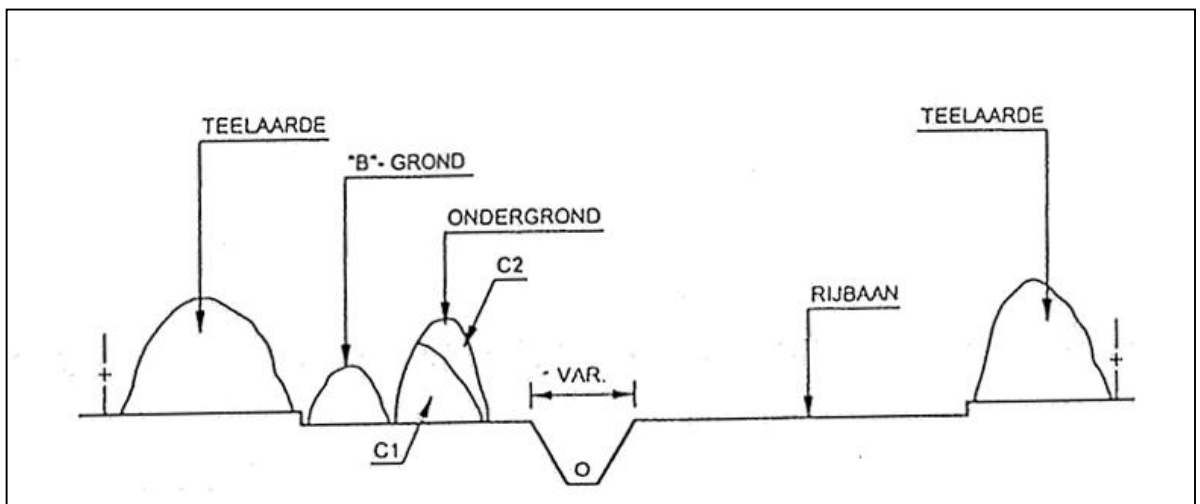 TEELAARDE
TEELAARDE
"B"- GROND
ONDERGROND
C2
RIJBAAN
VAR.
C1
O